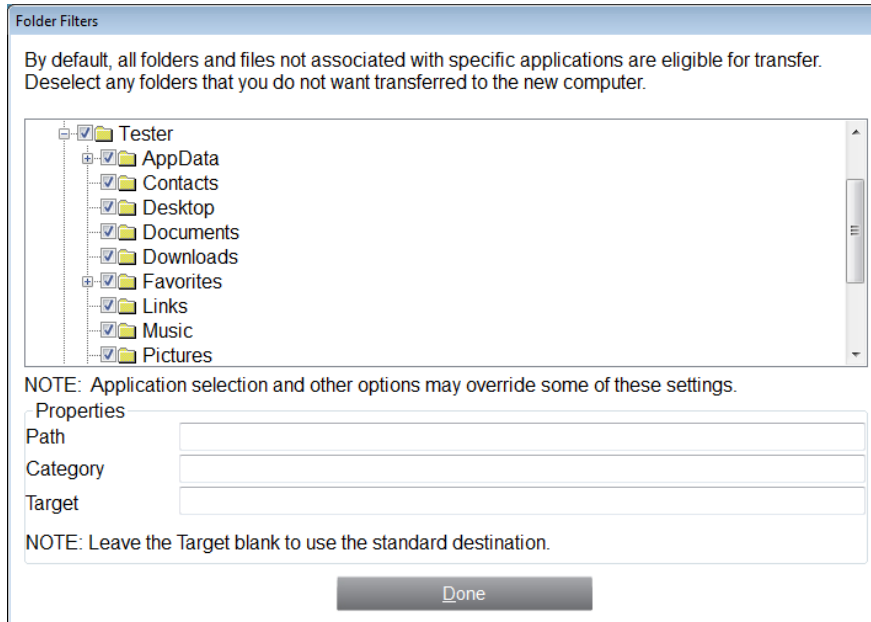 Folder Filters
By default, all folders and files not associated with specific applications are eligible for transfer.
Deselect any folders that you do not want transferred to the new computer.
Tester
AppData
Contacts
Desktop
Documents
Downloads
Favorites
Links
Music
Pictures
NOTE:  Application selection and other options may override some of these settings.
Properties
Path
Category
Target
NOTE: Leave the Target blank to use the standard destination.
Done